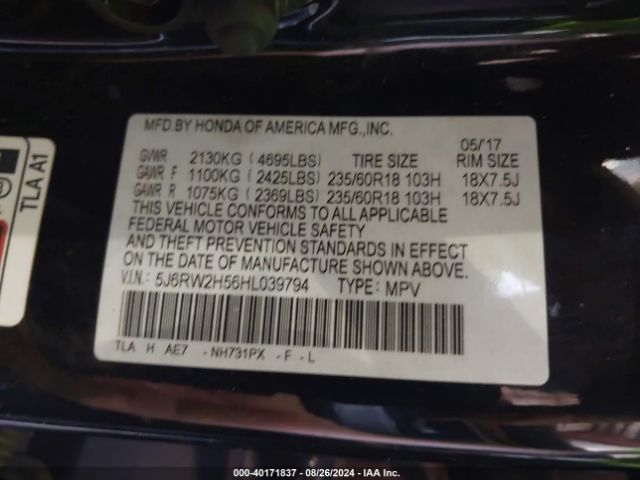 MFD.BY HONDA OF AMERICA MFG.,INC.
05/'17
GVWR 2130KG ( 4695LBS) TIRE SIZE RIM SIZE
GAWR F 1100KG ( 2425LBS) 235/60R18 103H 18X7.5J
GAWR R 1075KG ( 2369LBS) 235/60R18 103H 18X7.5J
THIS VEHICLE CONFORMS TO ALL APPLICABLE
FEDERAL MOTOR VEHICLE SAFETY
AND THEFT PREVENTION STANDARDS IN EFFECT
ON THE DATE OF MANUFACTURE SHOWN ABOVE.
V.I.N.: 5J6RW2H56HL039794 TYPE: MPV
TLA H AE7 - NH731PX - F - L
TLA A1
000-40171837 - 08/26/2024 - IAA Inc.